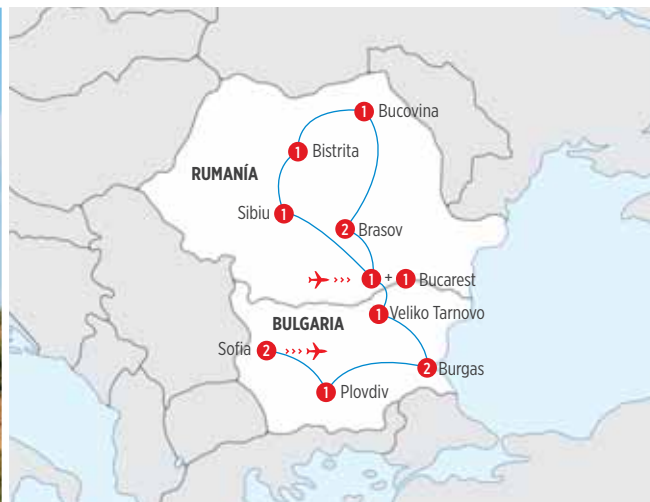 1 Bucovina
1 Bistrita
RUMANÍA
Sibiu 1
2 Brasov
1 + 1 Bucarest
1 Veliko Tarnovo
BULGARIA
Sofia 2
2 Burgas
1 Plovdiv